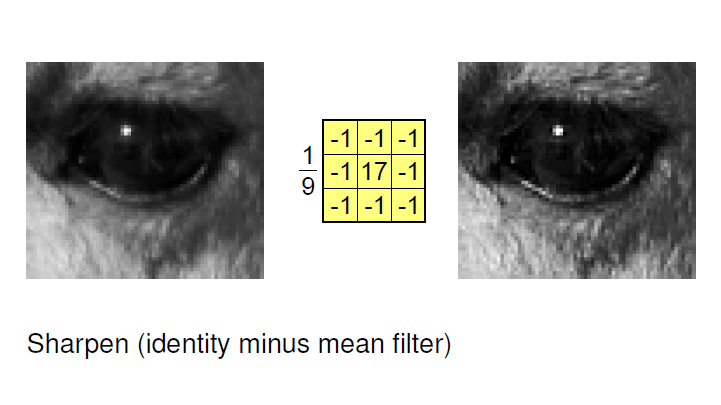 1
9
-1 -1 -1
-1 17 -1
-1 -1 -1
Sharpen (identity minus mean filter)